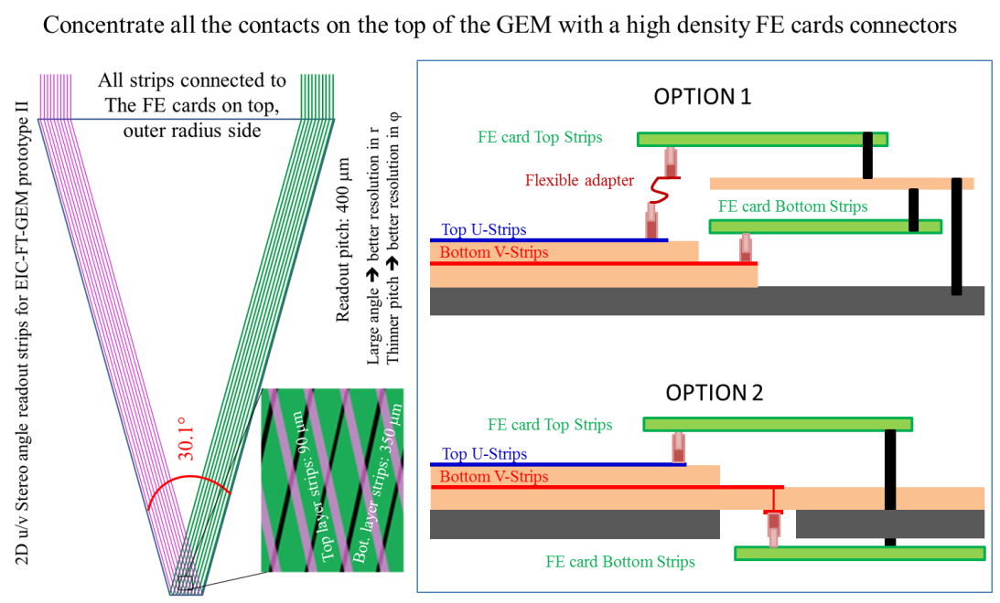 Concentrate all the contacts on the top of the GEM with a high density FE cards connectors
2D u/v Stereo angle readout strips for EIC-FT-GEM prototype II
All strips connected to
The FE cards on top,
outer radius side
Readout pitch: 400 µm
Large angle → better resolution in r
Thinner pitch → better resolution in φ
30.1°
Top layer strips: 90 µm
Bot. layer strips: 350 µm
OPTION 1
FE card Top Strips
Flexible adapter
FE card Bottom Strips
Top U-Strips
Bottom V-Strips
OPTION 2
FE card Top Strips
Top U-Strips
Bottom V-Strips
FE card Bottom Strips